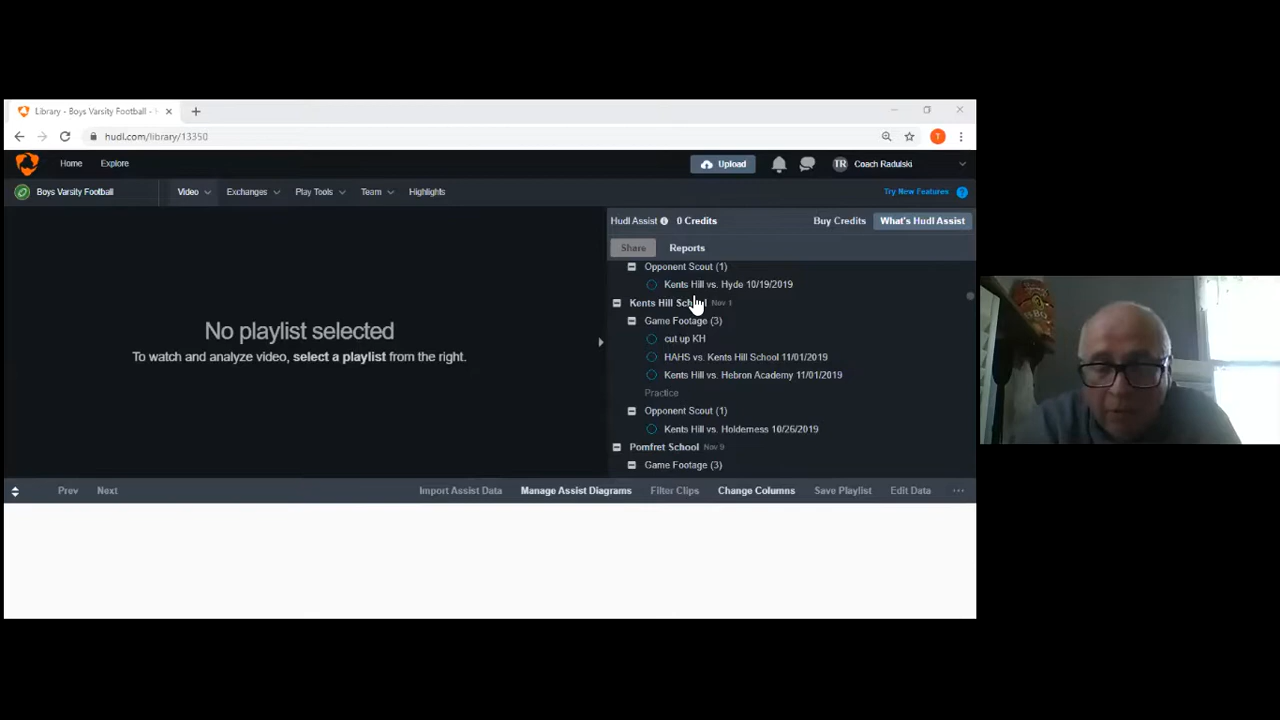 Library - Boys Varsity Football -
hudl.com/library/13350
T
Home Explore Upload TR Coach Radulski
Boys Varsity Football Video Exchanges Play Tools Team Highlights Try New Features ?
Hudl Assist 0 Credits Buy Credits What's Hudl Assist
Share Reports
Opponent Scout (1)
Kents Hill vs. Hyde 10/19/2019
Kents Hill School Nov 1
Game Footage (3)
cut up KH
HAHS vs. Kents Hill School 11/01/2019
Kents Hill vs. Hebron Academy 11/01/2019
Practice
Opponent Scout (1)
Kents Hill vs. Holderness 10/26/2019
Pomfret School Nov 9
Game Footage (3)
No playlist selected
To watch and analyze video, select a playlist from the right.
Prev Next Import Assist Data Manage Assist Diagrams Filter Clips Change Columns Save Playlist Edit Data ...
BBQ